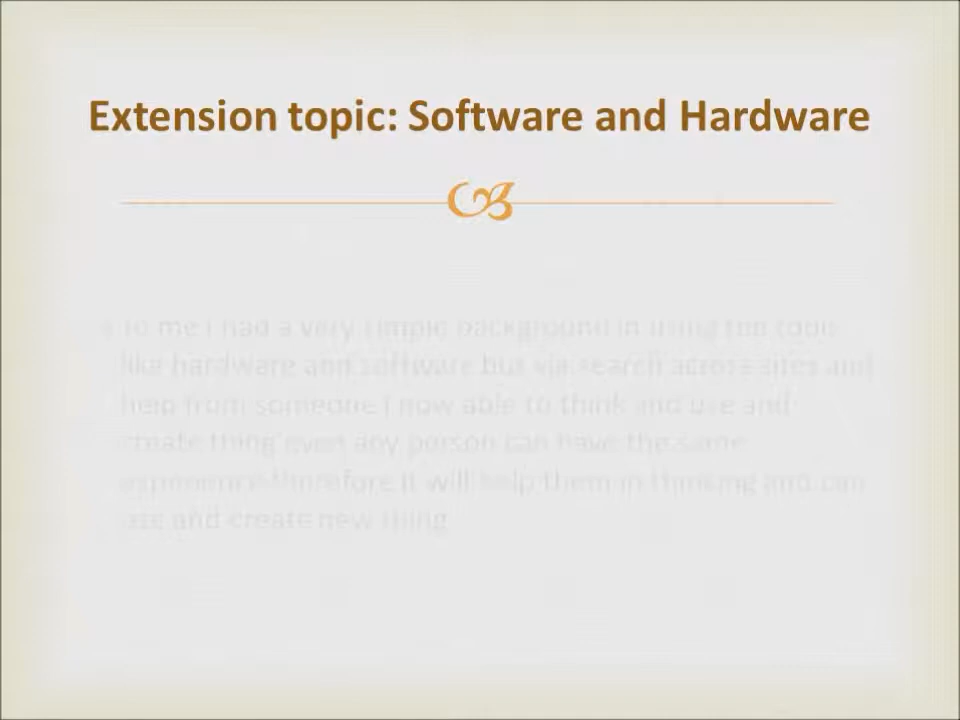 Extension topic: Software and Hardware
To me I had a very simple background in using the tools
like hardware and software but via search across sites and
help from someone I now able to think and use and
create thing even any person can have the same
experience therefore it will help them in thinking and can
use and create new thing